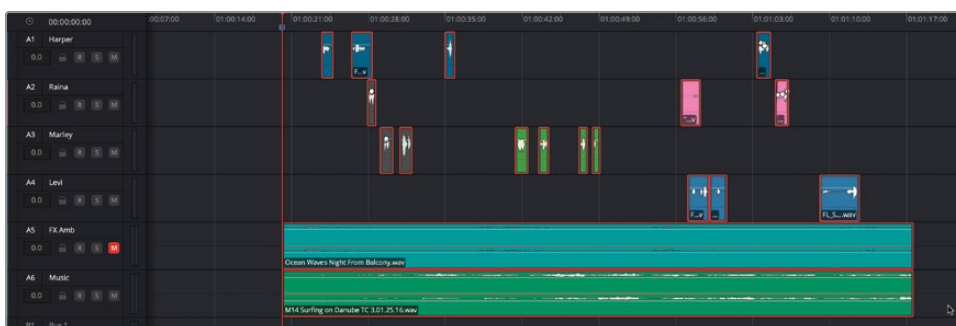 00:00:00:00
:00:07:00 01:00:14:00 01:00:21:00 01:00:28:00 01:00:35:00 01:00:42:00 01:00:49:00 01:00:56:00 01:01:03:00 01:01:10:00 01:01:17:00
A1 Harper
0.0 R S M
F...v
...
A2 Raina
0.0 R S M
"...v
...
A3 Marley
0.0 R S M
A4 Levi
0.0 R S M
F...v ... FL_S....wav
A5 FX Amb
0.0 R S M
Ocean Waves Night From Balcony.wav
A6 Music
0.0 R S M
M14 Surfing on Danube TC 3.01.25.16.wav
Bus 1